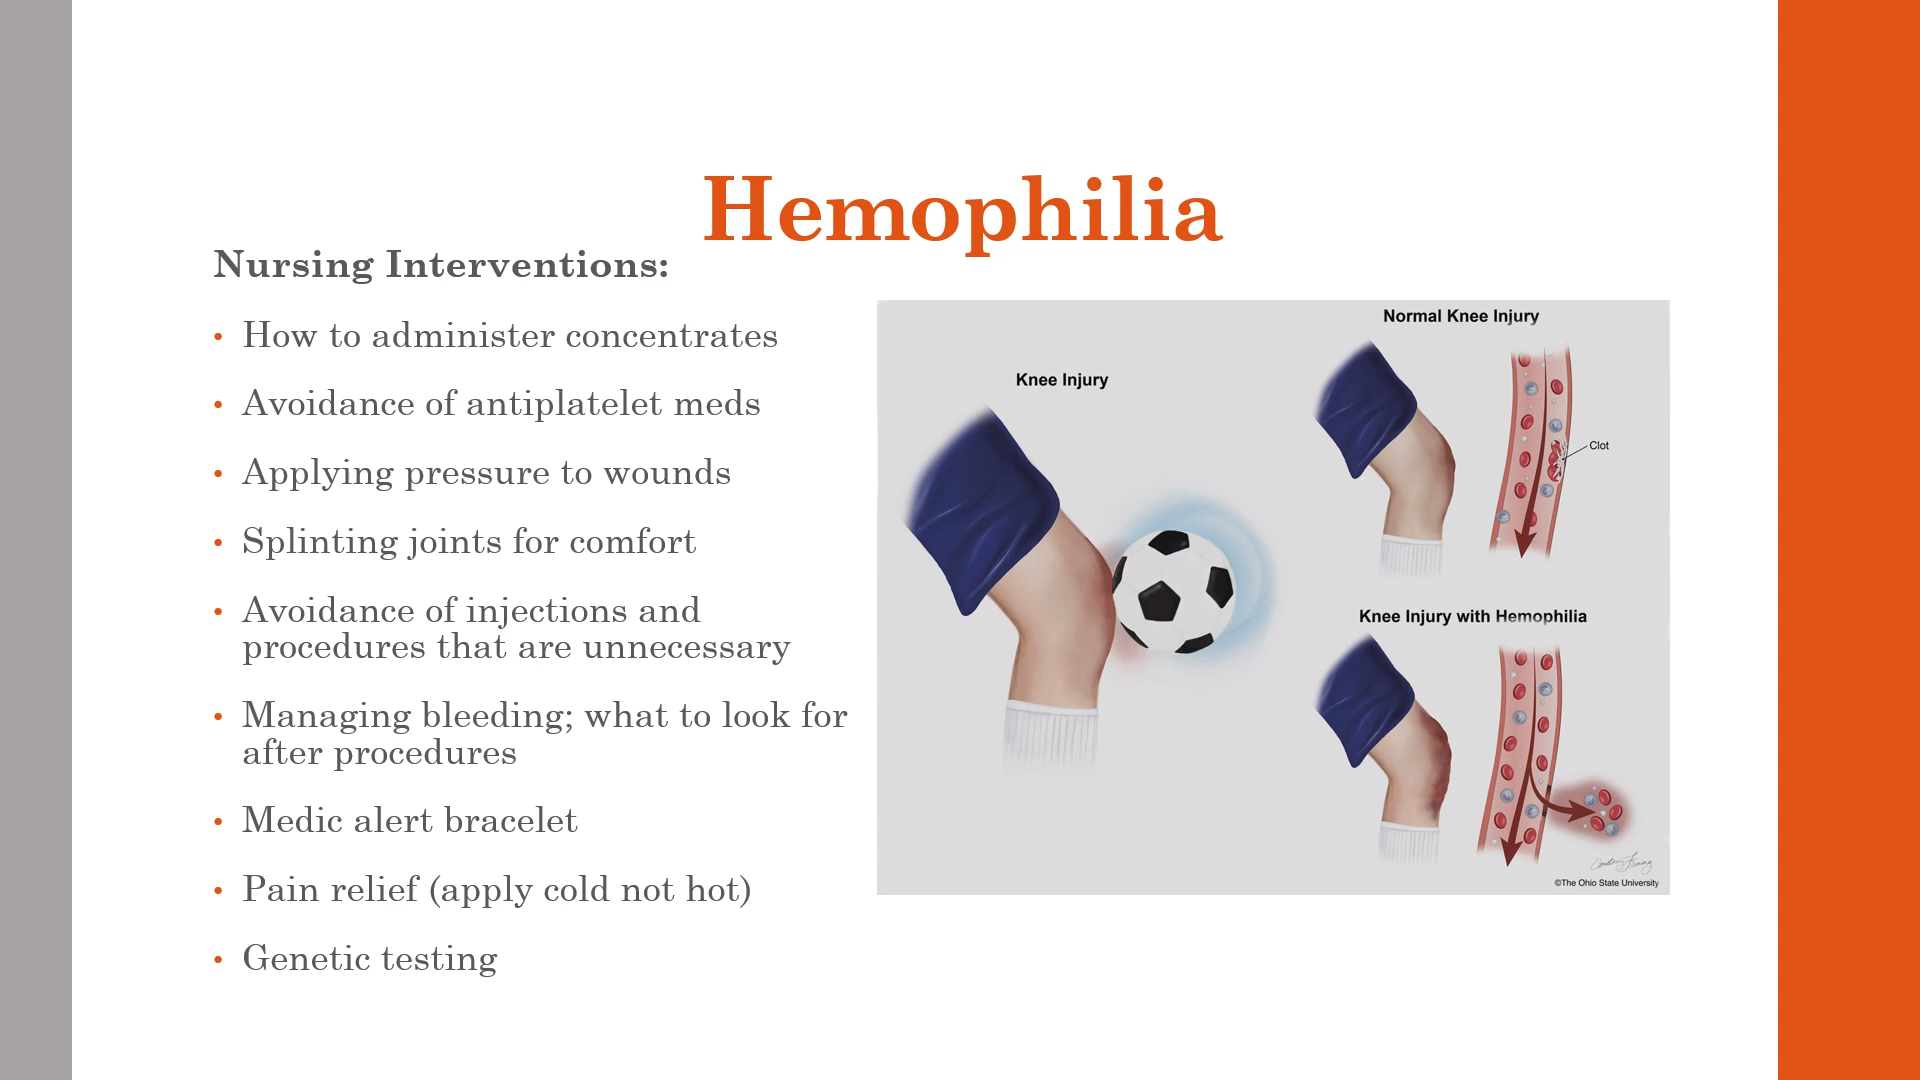 Hemophilia
Nursing Interventions:
• How to administer concentrates
• Avoidance of antiplatelet meds
• Applying pressure to wounds
• Splinting joints for comfort
• Avoidance of injections and
procedures that are unnecessary
• Managing bleeding; what to look for
after procedures
• Medic alert bracelet
• Pain relief (apply cold not hot)
• Genetic testing
Knee Injury
Normal Knee Injury
Clot
Knee Injury with Hemophilia
©The Ohio State University